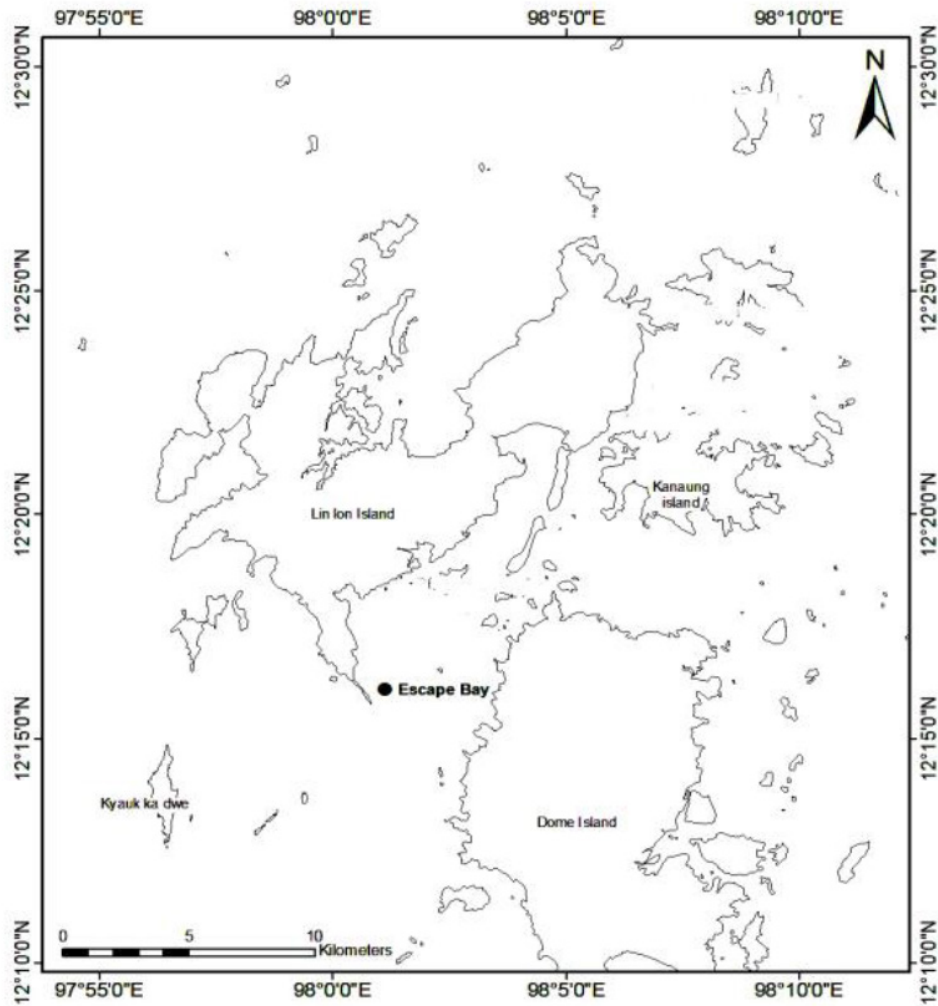 97°55'0"E 98°0'0"E 98°5'0"E 98°10'0"E
12°30'0"N
12°30'0"N
N
12°25'0"N
12°25'0"N
12°20'0"N
12°20'0"N
Lin lon Island
Kanaung
island
Escape Bay
12°15'0"N
12°15'0"N
Kyauk ka dwe
Dome Island
0 5 10
Kilometers
12°10'0"N
12°10'0"N
97°55'0"E 98°0'0"E 98°5'0"E 98°10'0"E